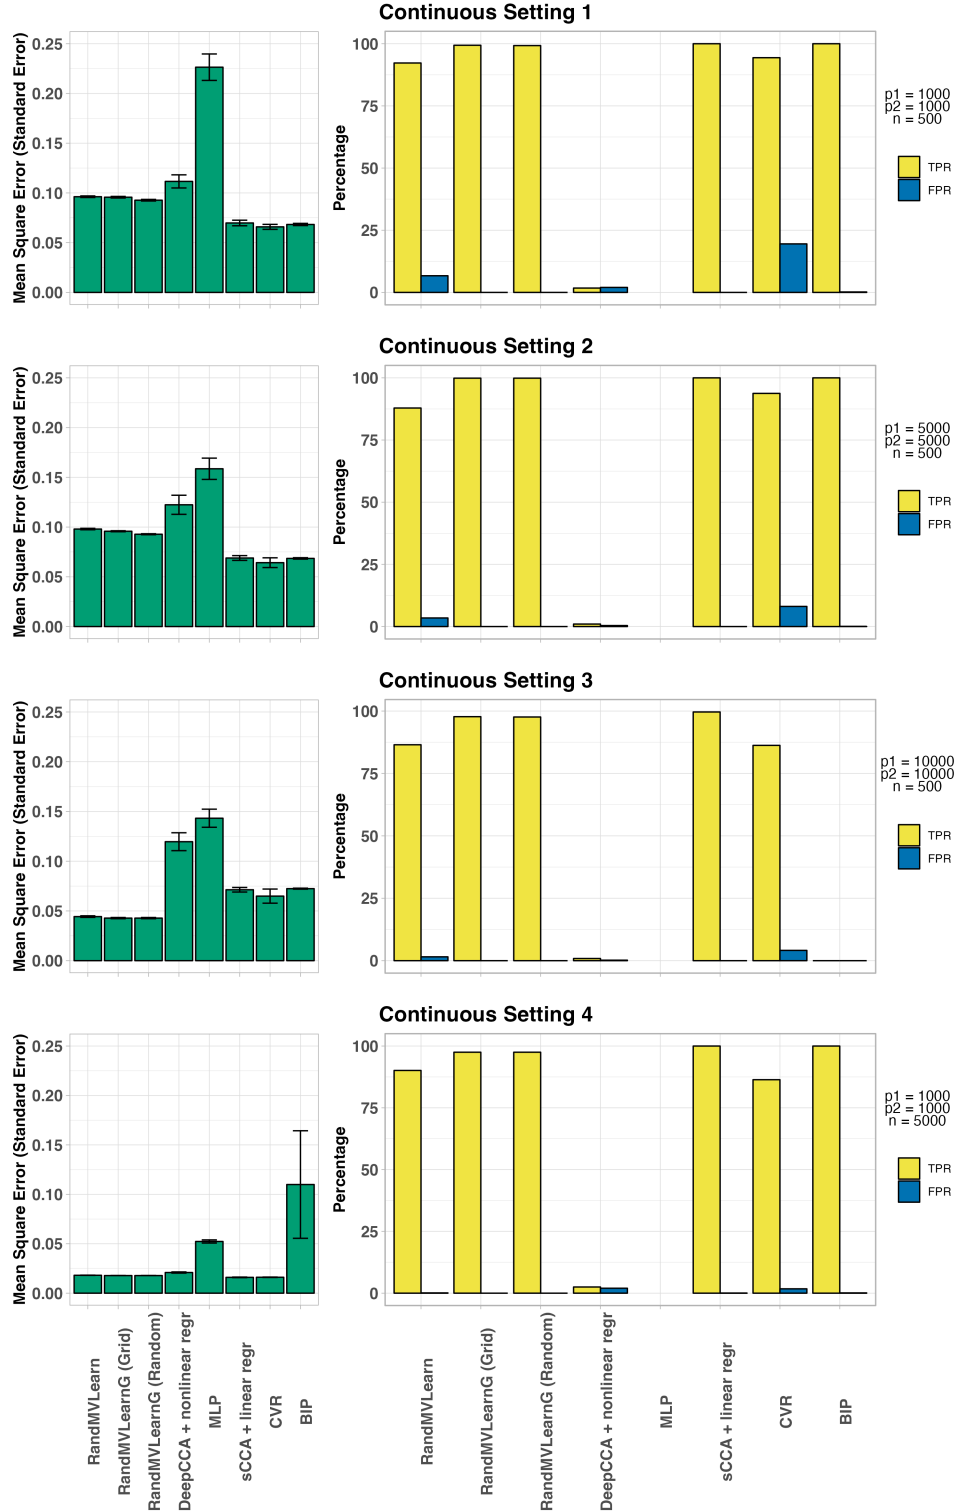 Continuous Setting 1
Mean Square Error (Standard Error)
0.25
0.20
0.15
0.10
0.05
0.00
Percentage
100
75
50
25
0
p1 = 1000
p2 = 1000
n = 500
TPR
FPR
Continuous Setting 2
Mean Square Error (Standard Error)
0.25
0.20
0.15
0.10
0.05
0.00
Percentage
100
75
50
25
0
p1 = 5000
p2 = 5000
n = 500
TPR
FPR
Continuous Setting 3
Mean Square Error (Standard Error)
0.25
0.20
0.15
0.10
0.05
0.00
Percentage
100
75
50
25
0
p1 = 10000
p2 = 10000
n = 500
TPR
FPR
Continuous Setting 4
Mean Square Error (Standard Error)
0.25
0.20
0.15
0.10
0.05
0.00
Percentage
100
75
50
25
0
p1 = 1000
p2 = 1000
n = 5000
TPR
FPR
RandMVLearn
RandMVLearnG (Grid)
RandMVLearnG (Random)
DeepCCA + nonlinear regr
MLP
sCCA + linear regr
CVR
BIP
RandMVLearn
RandMVLearnG (Grid)
RandMVLearnG (Random)
DeepCCA + nonlinear regr
MLP
sCCA + linear regr
CVR
BIP